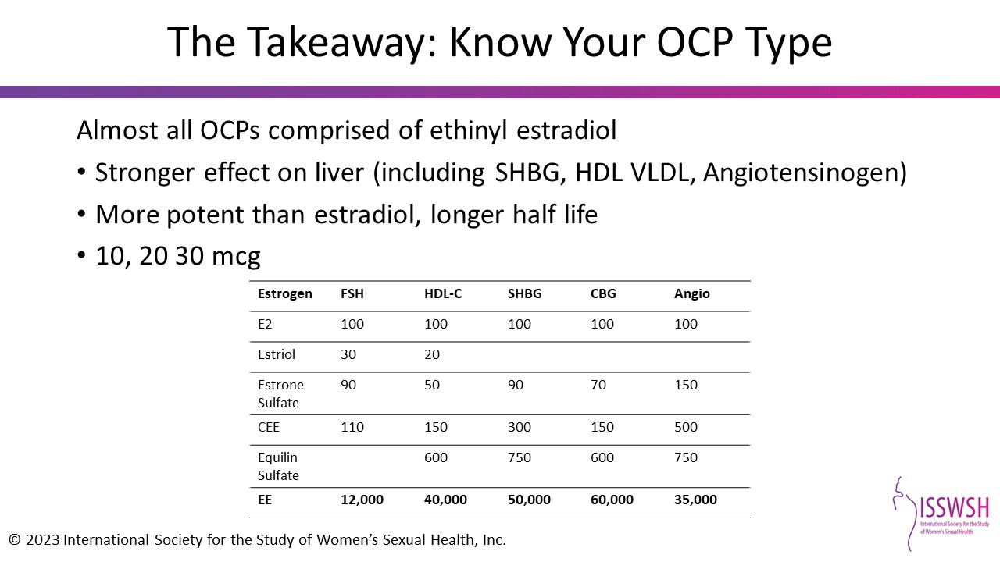 The Takeaway: Know Your OCP Type
Almost all OCPs comprised of ethinyl estradiol
• Stronger effect on liver (including SHBG, HDL VLDL, Angiotensinogen)
• More potent than estradiol, longer half life
• 10, 20 30 mcg
Estrogen FSH HDL-C SHBG CBG Angio
E2 100 100 100 100 100
Estriol 30 20
Estrone 90 50 90 70 150
Sulfate
CEE 110 150 300 150 500
Equilin 600 750 600 750
Sulfate
EE 12,000 40,000 50,000 60,000 35,000
ISSWSH
International Society for the Study
of Women's Sexual Health
© 2023 International Society for the Study of Women’s Sexual Health, Inc.